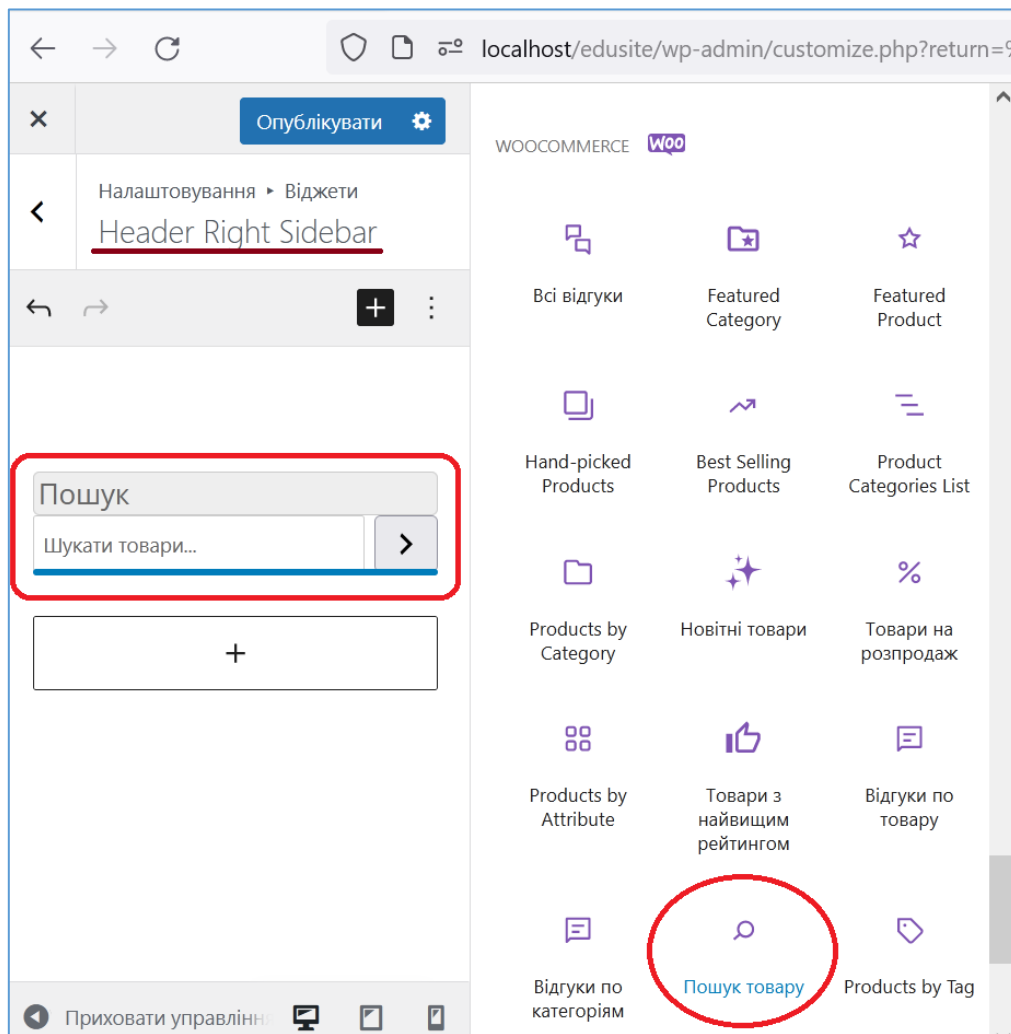 localhost/edusite/wp-admin/customize.php?return=%
Опублікувати
Налаштовування ▸ Віджети
Header Right Sidebar
Пошук
Шукати товари...
Приховати управлінн
WOOCOMMERCE Woo
Всі відгуки
Featured
Category
Featured
Product
Hand-picked
Products
Best Selling
Products
Product
Categories List
Products by
Category
Новітні товари
Товари на
розпродаж
Products by
Attribute
Товари з
найвищим
рейтингом
Відгуки по
товару
Відгуки по
категоріям
Пошук товару
Products by Tag